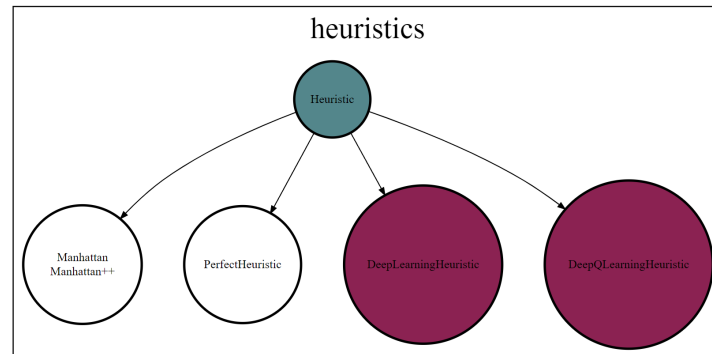 heuristics
Heuristic
Manhattan
Manhattan++
PerfectHeuristic
DeepLearningHeuristic
DeepQLearningHeuristic